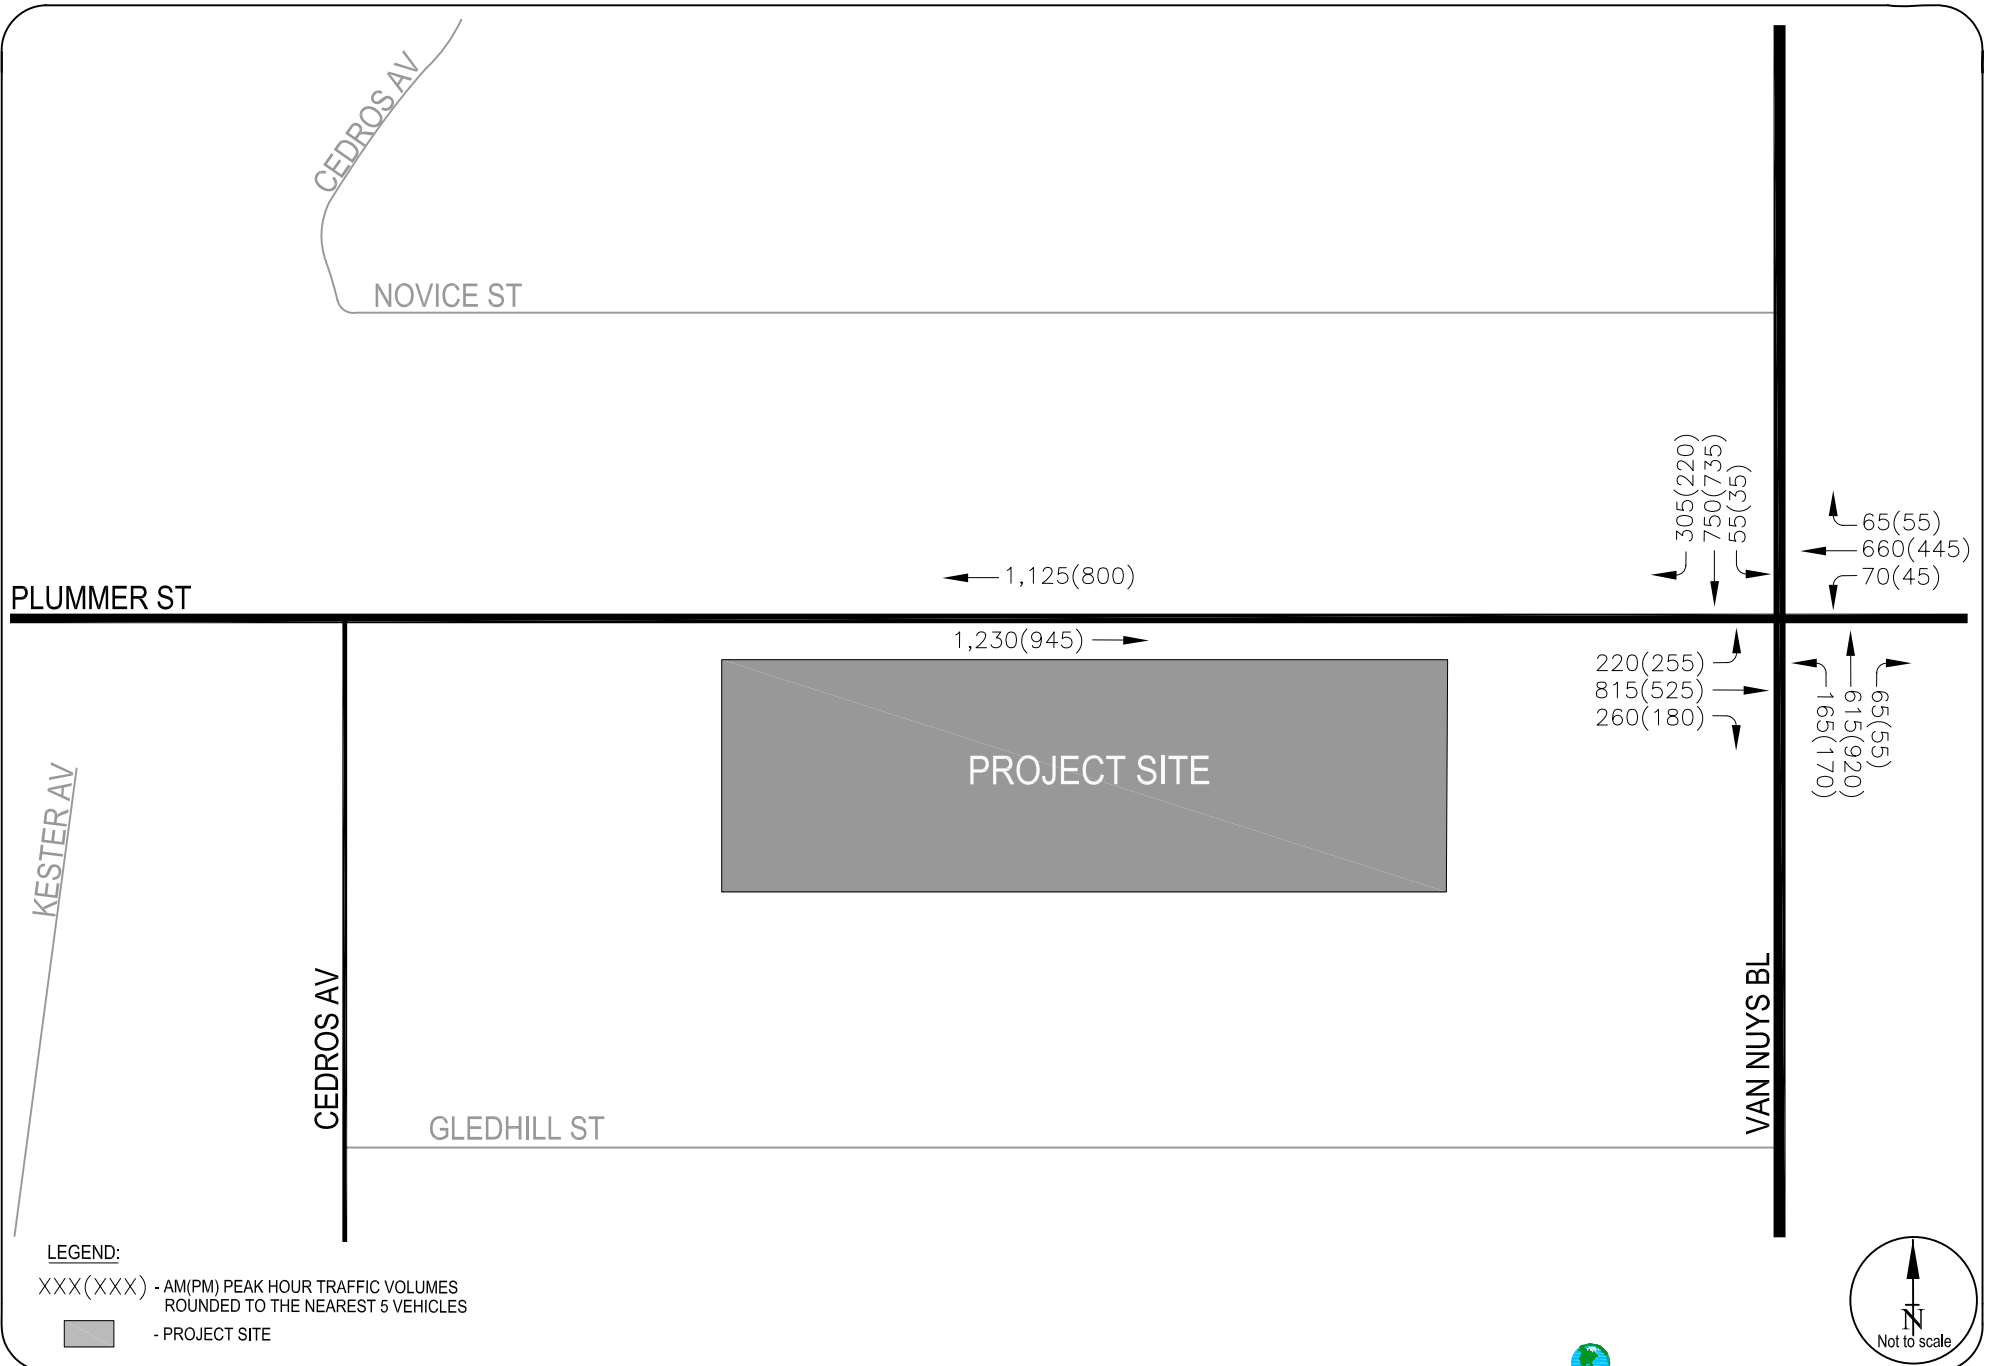 CEDROS AV
NOVICE ST
305(220)
750(735)
55(35)
65(55)
660(445)
70(45)
1,125(800)
PLUMMER ST
1,230(945)
220(255)
815(525)
260(180)
165(170)
615(920)
65(55)
PROJECT SITE
KESTER AV
CEDROS AV
VAN NUYS BL
GLEDHILL ST
LEGEND:
XXX(XXX) - AM(PM) PEAK HOUR TRAFFIC VOLUMES
ROUNDED TO THE NEAREST 5 VEHICLES
- PROJECT SITE
N
Not to scale